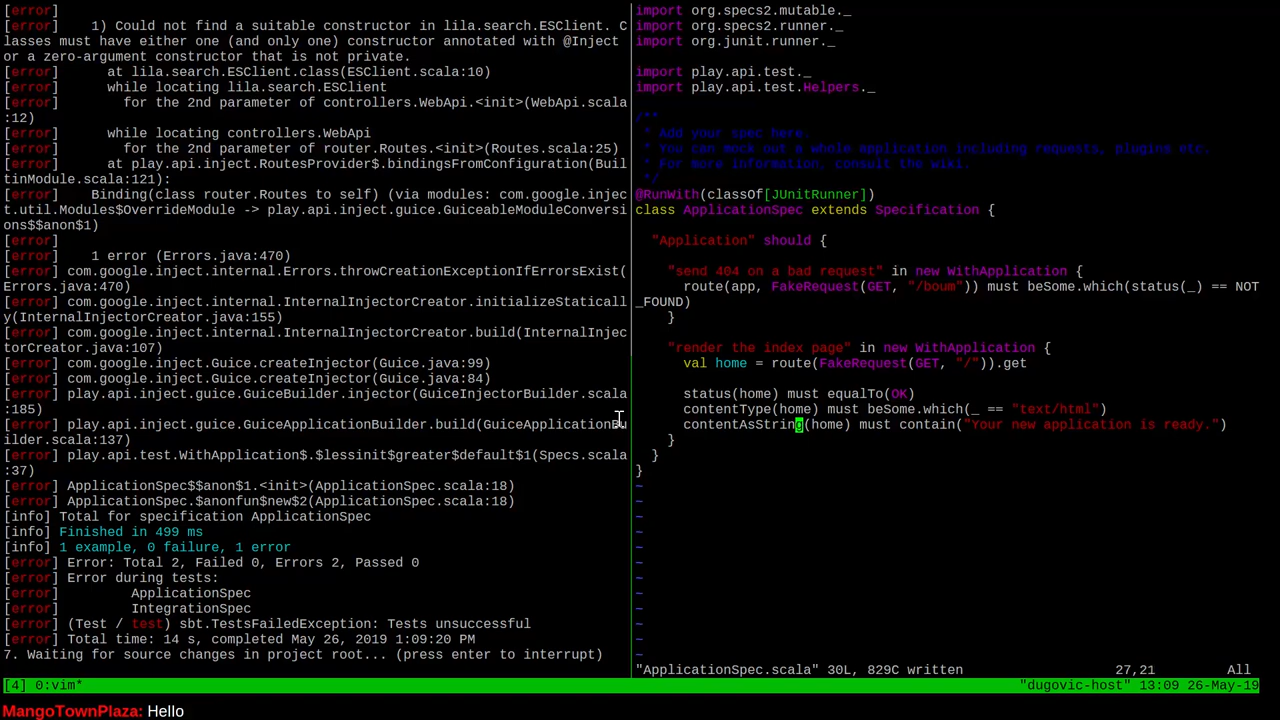 [error]
[error]    1) Could not find a suitable constructor in lila.search.ESClient. C
lasses must have either one (and only one) constructor annotated with @Inject
or a zero-argument constructor that is not private.
[error]      at lila.search.ESClient.class(ESClient.scala:10)
[error]      while locating lila.search.ESClient
[error]        for the 2nd parameter of controllers.WebApi.<init>(WebApi.scala
:12)
[error]      while locating controllers.WebApi
[error]        for the 2nd parameter of router.Routes.<init>(Routes.scala:25)
[error]      at play.api.inject.RoutesProvider$.bindingsFromConfiguration(Buil
tinModule.scala:121):
[error]    Binding(class router.Routes to self) (via modules: com.google.injec
t.util.Modules$OverrideModule -> play.api.inject.guice.GuiceableModuleConversi
ons$$anon$1)
[error]
[error]    1 error (Errors.java:470)
[error] com.google.inject.internal.Errors.throwCreationExceptionIfErrorsExist(
Errors.java:470)
[error] com.google.inject.internal.InternalInjectorCreator.initializeStaticall
y(InternalInjectorCreator.java:155)
[error] com.google.inject.internal.InternalInjectorCreator.build(InternalInjec
torCreator.java:107)
[error] com.google.inject.Guice.createInjector(Guice.java:99)
[error] com.google.inject.Guice.createInjector(Guice.java:84)
[error] play.api.inject.guice.GuiceBuilder.injector(GuiceInjectorBuilder.scala
:185)
[error] play.api.inject.guice.GuiceApplicationBuilder.build(GuiceApplicationBu
ilder.scala:137)
[error] play.api.test.WithApplication$.$lessinit$greater$default$1(Specs.scala
:37)
[error] ApplicationSpec$$anon$1.<init>(ApplicationSpec.scala:18)
[error] ApplicationSpec.$anonfun$new$2(ApplicationSpec.scala:18)
[info] Total for specification ApplicationSpec
[info] Finished in 499 ms
[info] 1 example, 0 failure, 1 error
[error] Error: Total 2, Failed 0, Errors 2, Passed 0
[error] Error during tests:
[error]         ApplicationSpec
[error]         IntegrationSpec
[error] (Test / test) sbt.TestsFailedException: Tests unsuccessful
[error] Total time: 14 s, completed May 26, 2019 1:09:20 PM
7. Waiting for source changes in project root... (press enter to interrupt)
import org.specs2.mutable._
import org.specs2.runner._
import org.junit.runner._
import play.api.test._
import play.api.test.Helpers._
/**
 * Add your spec here.
 * You can mock out a whole application including requests, plugins etc.
 * For more information, consult the wiki.
 */
@RunWith(classOf[JUnitRunner])
class ApplicationSpec extends Specification {
  "Application" should {
    "send 404 on a bad request" in new WithApplication {
      route(app, FakeRequest(GET, "/boum")) must beSome.which(status(_) == NOT
_FOUND)
    }
    "render the index page" in new WithApplication {
      val home = route(FakeRequest(GET, "/")).get
      status(home) must equalTo(OK)
      contentType(home) must beSome.which(_ == "text/html")
      contentAsString(home) must contain("Your new application is ready.")
    }
  }
}
~
~
~
~
~
~
~
~
~
~
~
~
"ApplicationSpec.scala" 30L, 829C written 27,21 All
[4] 0:vim* "dugovic-host" 13:09 26-May-19
MangoTownPlaza: Hello